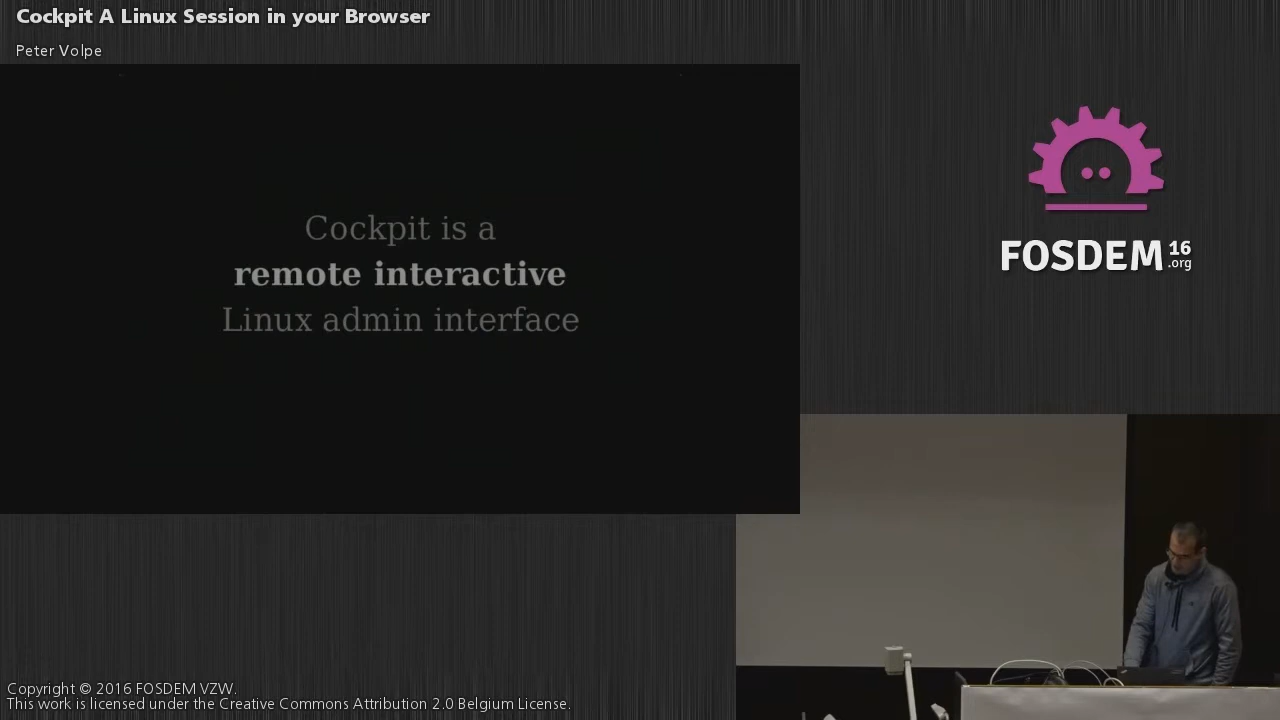 Cockpit A Linux Session in your Browser
Peter Volpe
Cockpit is a
remote interactive
Linux admin interface
FOSDEM 16
.org
Copyright © 2016 FOSDEM VZW.
This work is licensed under the Creative Commons Attribution 2.0 Belgium License.